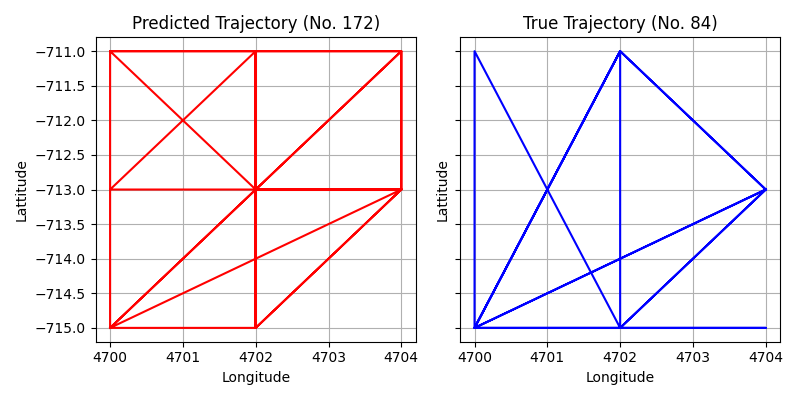 Predicted Trajectory (No. 172)
True Trajectory (No. 84)
Lattitude
−711.0
−711.5
−712.0
−712.5
−713.0
−713.5
−714.0
−714.5
−715.0
4700 4701 4702 4703 4704
Longitude
Lattitude
4700 4701 4702 4703 4704
Longitude